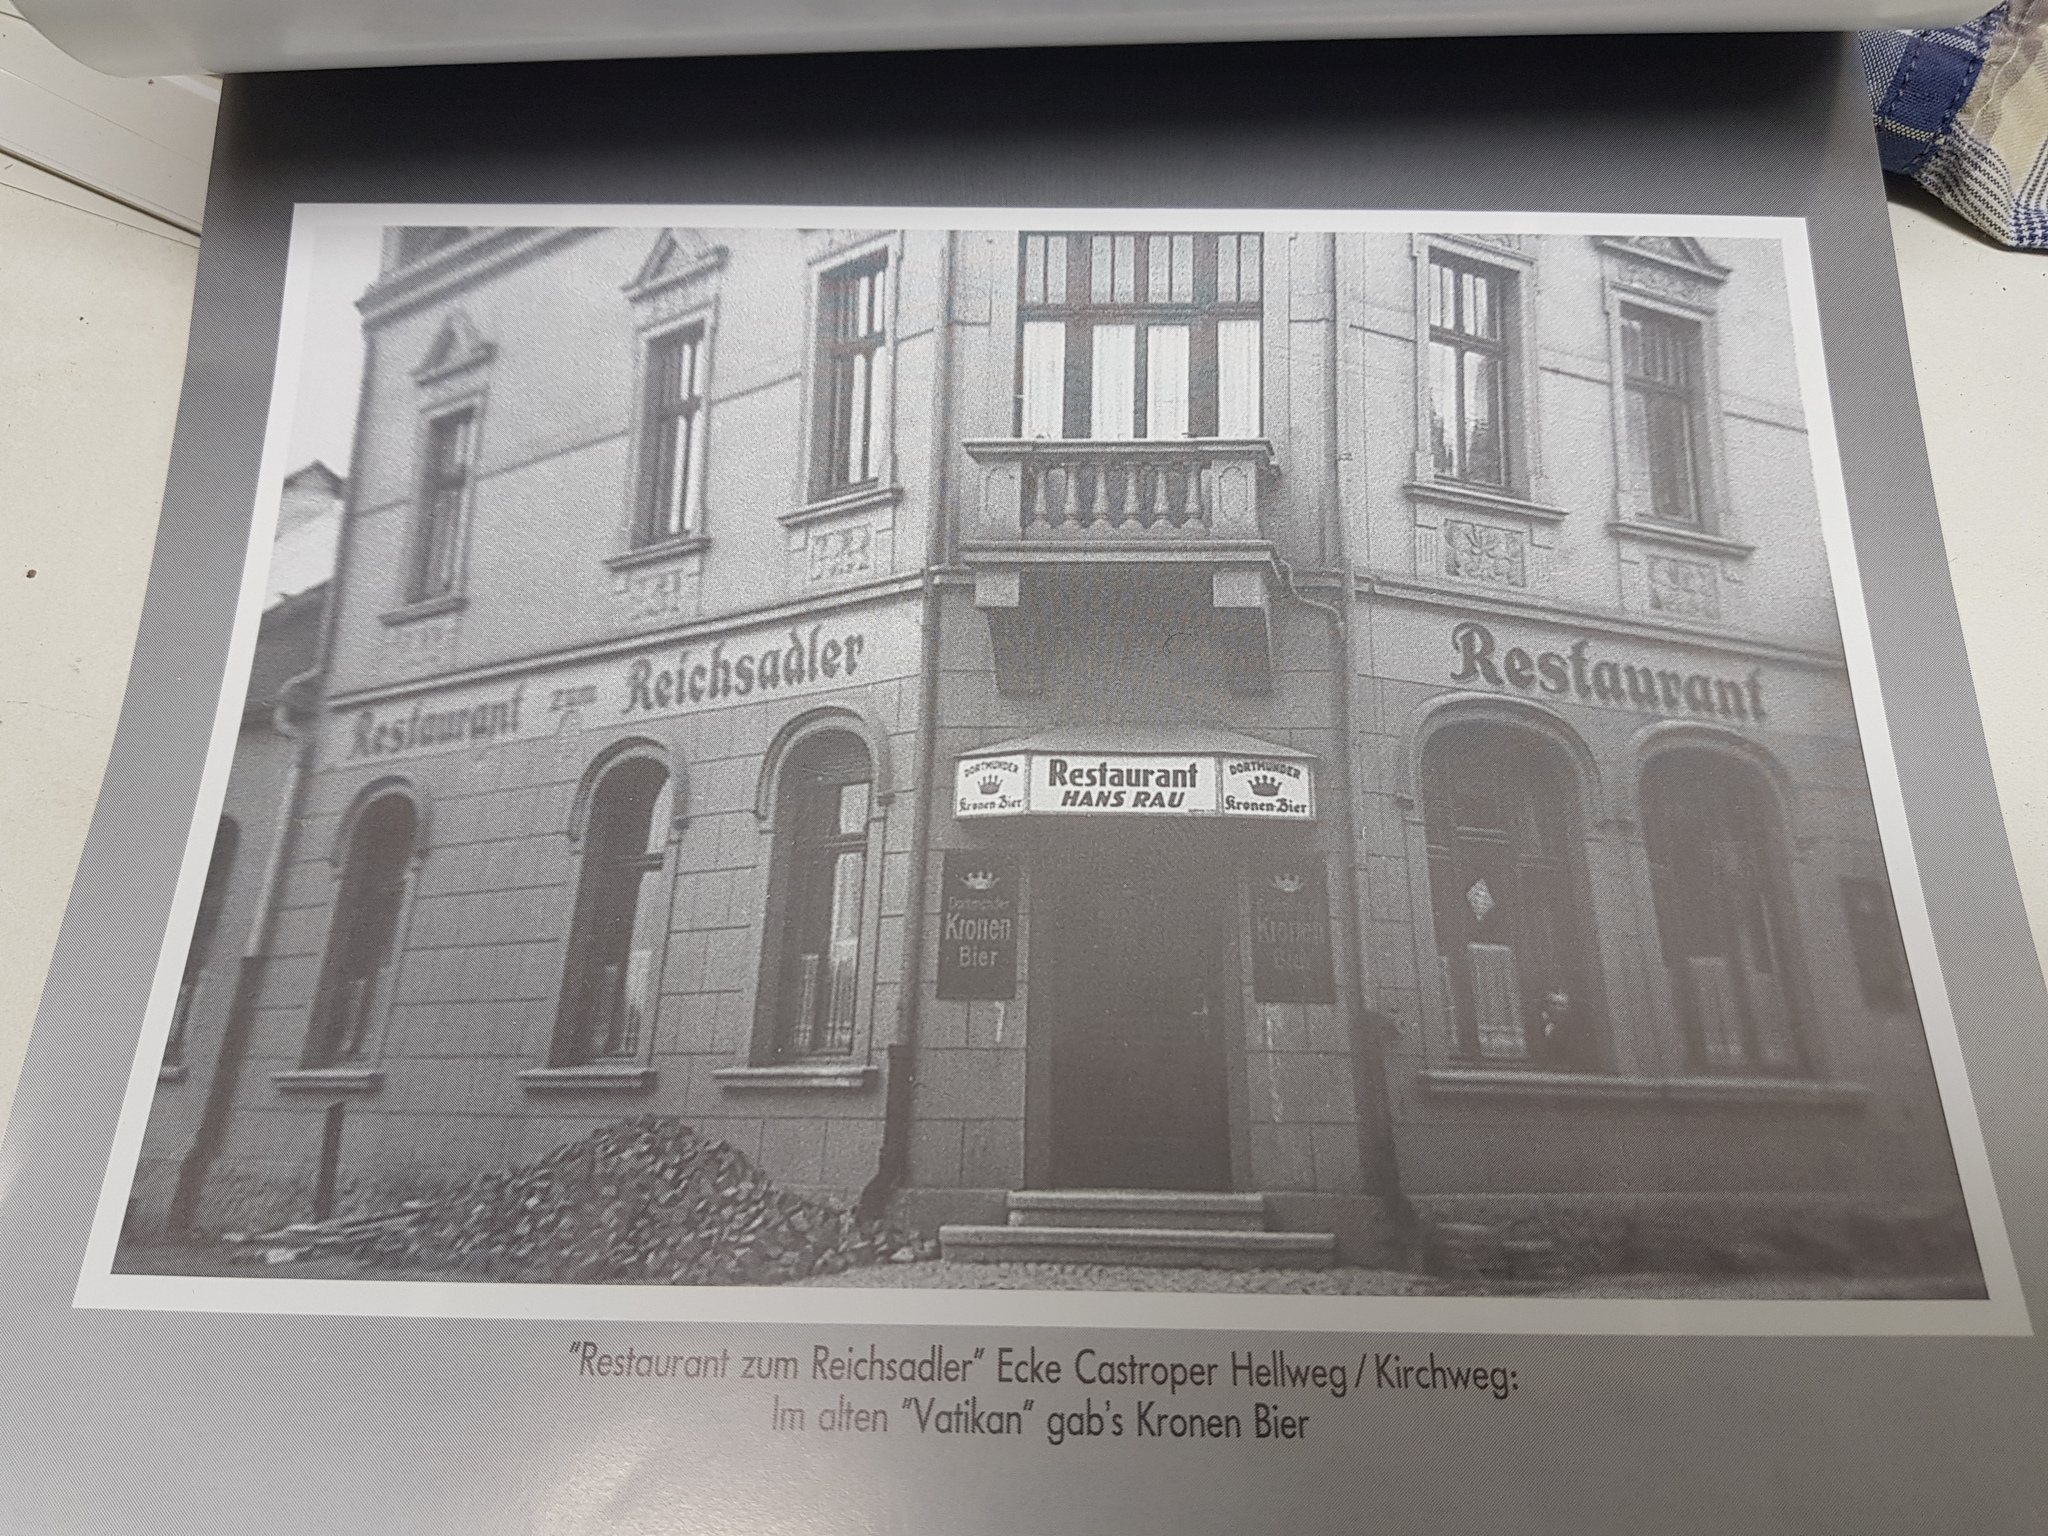 Restaurant zum Reichsadler
Restaurant
DORTMUNDER
Kronen-Bier
Restaurant
HANS RAU
DORTMUNDER
Kronen-Bier
Dortmunder
Kronen
Bier
Dortmunder
Kronen
Bier
"Restaurant zum Reichsadler" Ecke Castroper Hellweg / Kirchweg:
Im alten "Vatikan" gab's Kronen Bier